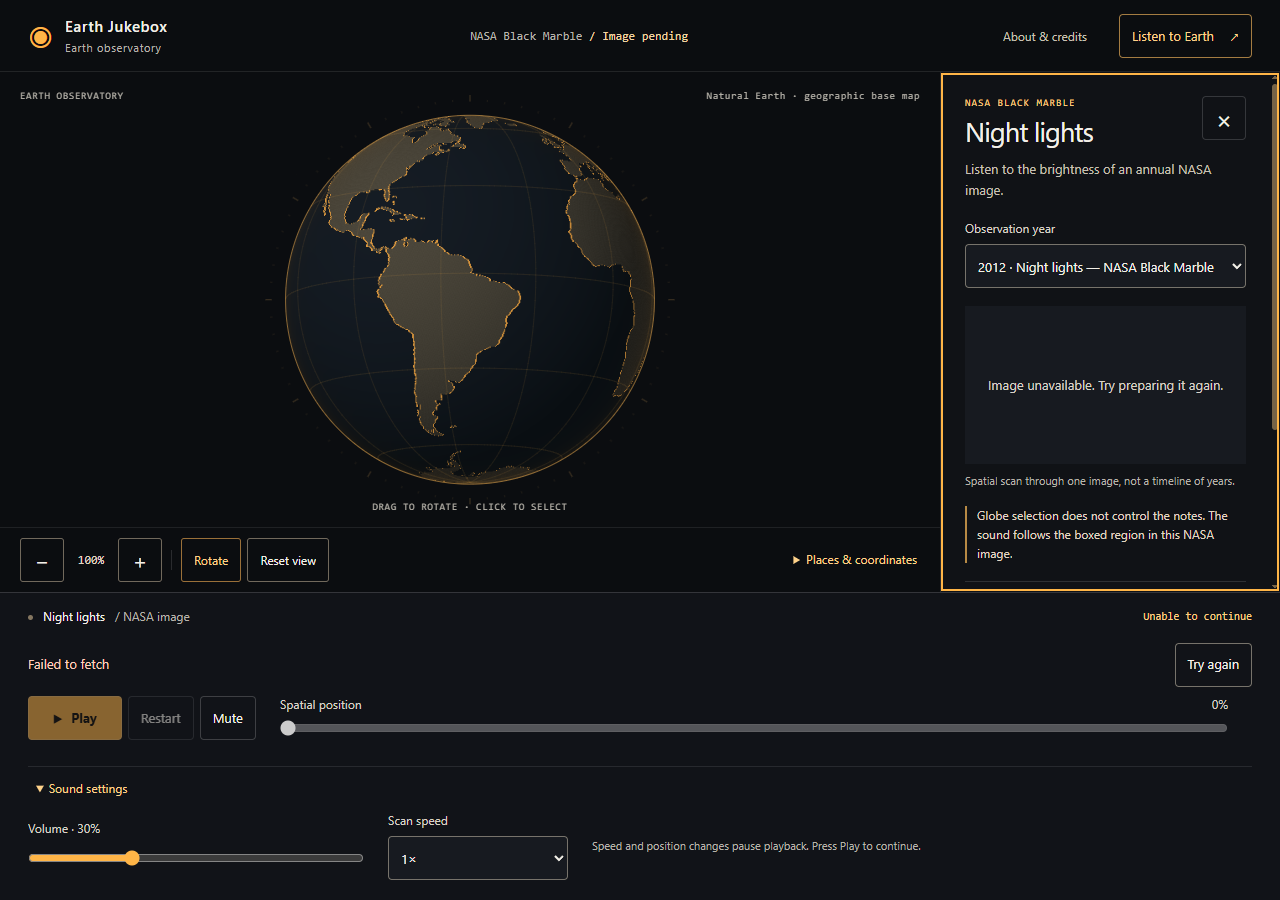 Earth Jukebox
Earth observatory
NASA Black Marble / Image pending
About & credits
Listen to Earth ↗
EARTH OBSERVATORY
Natural Earth · geographic base map
DRAG TO ROTATE · CLICK TO SELECT
− 100% +
Rotate
Reset view
▶ Places & coordinates
NASA BLACK MARBLE
Night lights
×
Listen to the brightness of an annual NASA
image.
Observation year
2012 · Night lights — NASA Black Marble
Image unavailable. Try preparing it again.
Spatial scan through one image, not a timeline of years.
Globe selection does not control the notes. The
sound follows the boxed region in this NASA
image.
Night lights / NASA image
Unable to continue
Failed to fetch
Try again
▶ Play
Restart
Mute
Spatial position
0%
▼ Sound settings
Volume · 30%
Scan speed
1×
Speed and position changes pause playback. Press Play to continue.